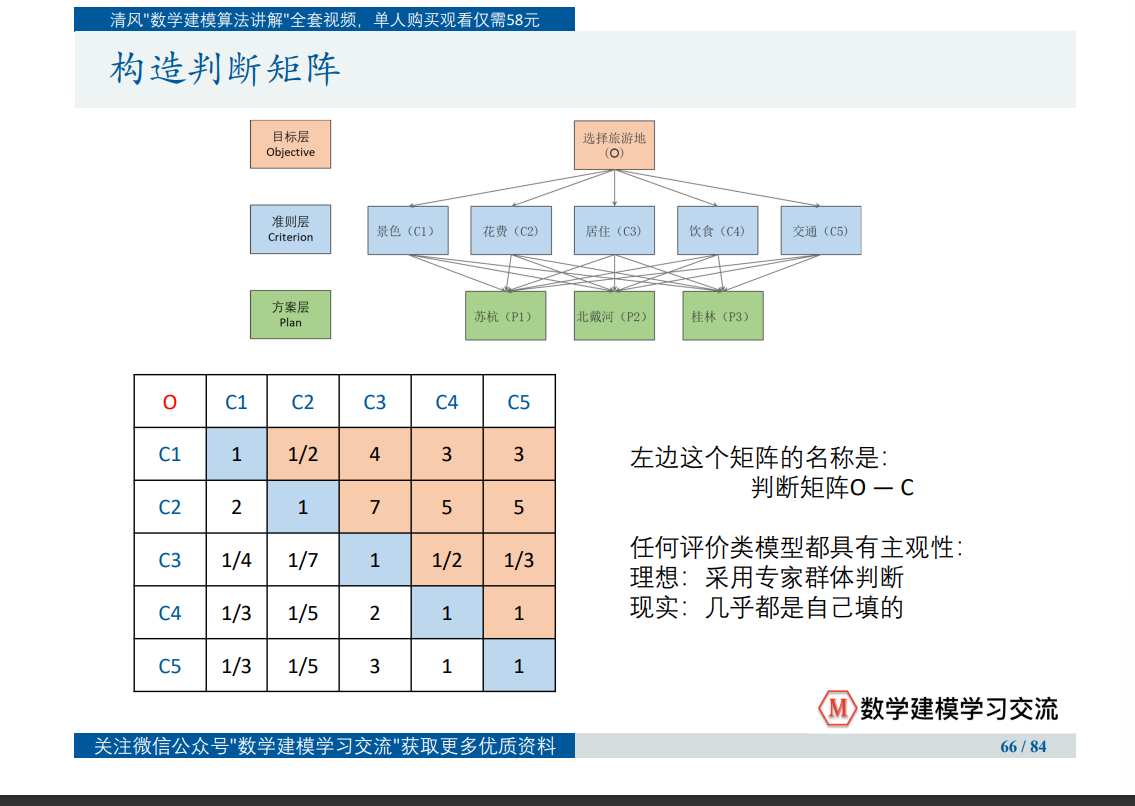 清风"数学建模算法讲解"全套视频，单人购买观看仅需58元
构造判断矩阵
目标层
Objective
选择旅游地
（O）
准则层
Criterion
景色（C1）
花费（C2）
居住（C3）
饮食（C4）
交通（C5）
方案层
Plan
苏杭（P1）
北戴河（P2）
桂林（P3）
O C1 C2 C3 C4 C5
C1 1 1/2 4 3 3
C2 2 1 7 5 5
C3 1/4 1/7 1 1/2 1/3
C4 1/3 1/5 2 1 1
C5 1/3 1/5 3 1 1
左边这个矩阵的名称是：
判断矩阵O — C
任何评价类模型都具有主观性：
理想：采用专家群体判断
现实：几乎都是自己填的
M 数学建模学习交流
关注微信公众号"数学建模学习交流"获取更多优质资料
66 / 84